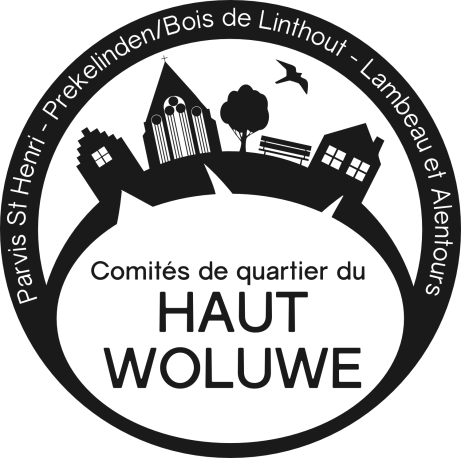 Parvis St Henri - Prekelinden/Bois de Linthout - Lambeau et Alentours
Comités de quartier du
HAUT
WOLUWE